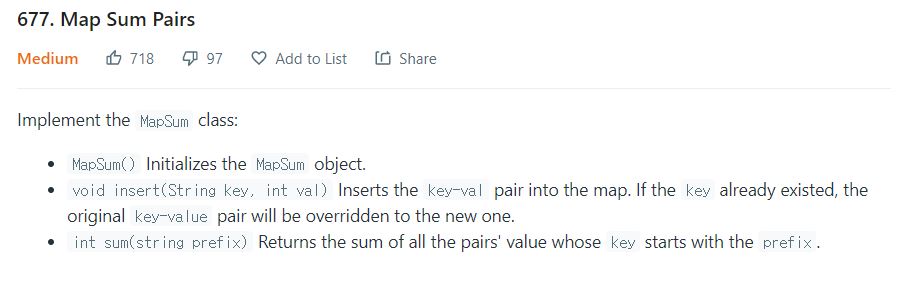 677. Map Sum Pairs
Medium 718 97 Add to List Share
Implement the MapSum class:
• MapSum() Initializes the MapSum object.
• void insert(String key, int val) Inserts the key-val pair into the map. If the key already existed, the
original key-value pair will be overridden to the new one.
• int sum(string prefix) Returns the sum of all the pairs' value whose key starts with the prefix.